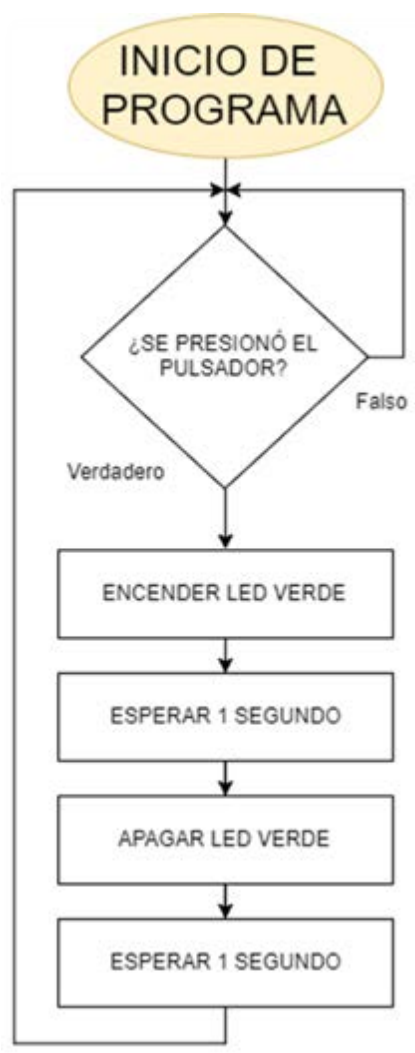 INICIO DE
PROGRAMA
¿SE PRESIONÓ EL
PULSADOR?
Falso
Verdadero
ENCENDER LED VERDE
ESPERAR 1 SEGUNDO
APAGAR LED VERDE
ESPERAR 1 SEGUNDO